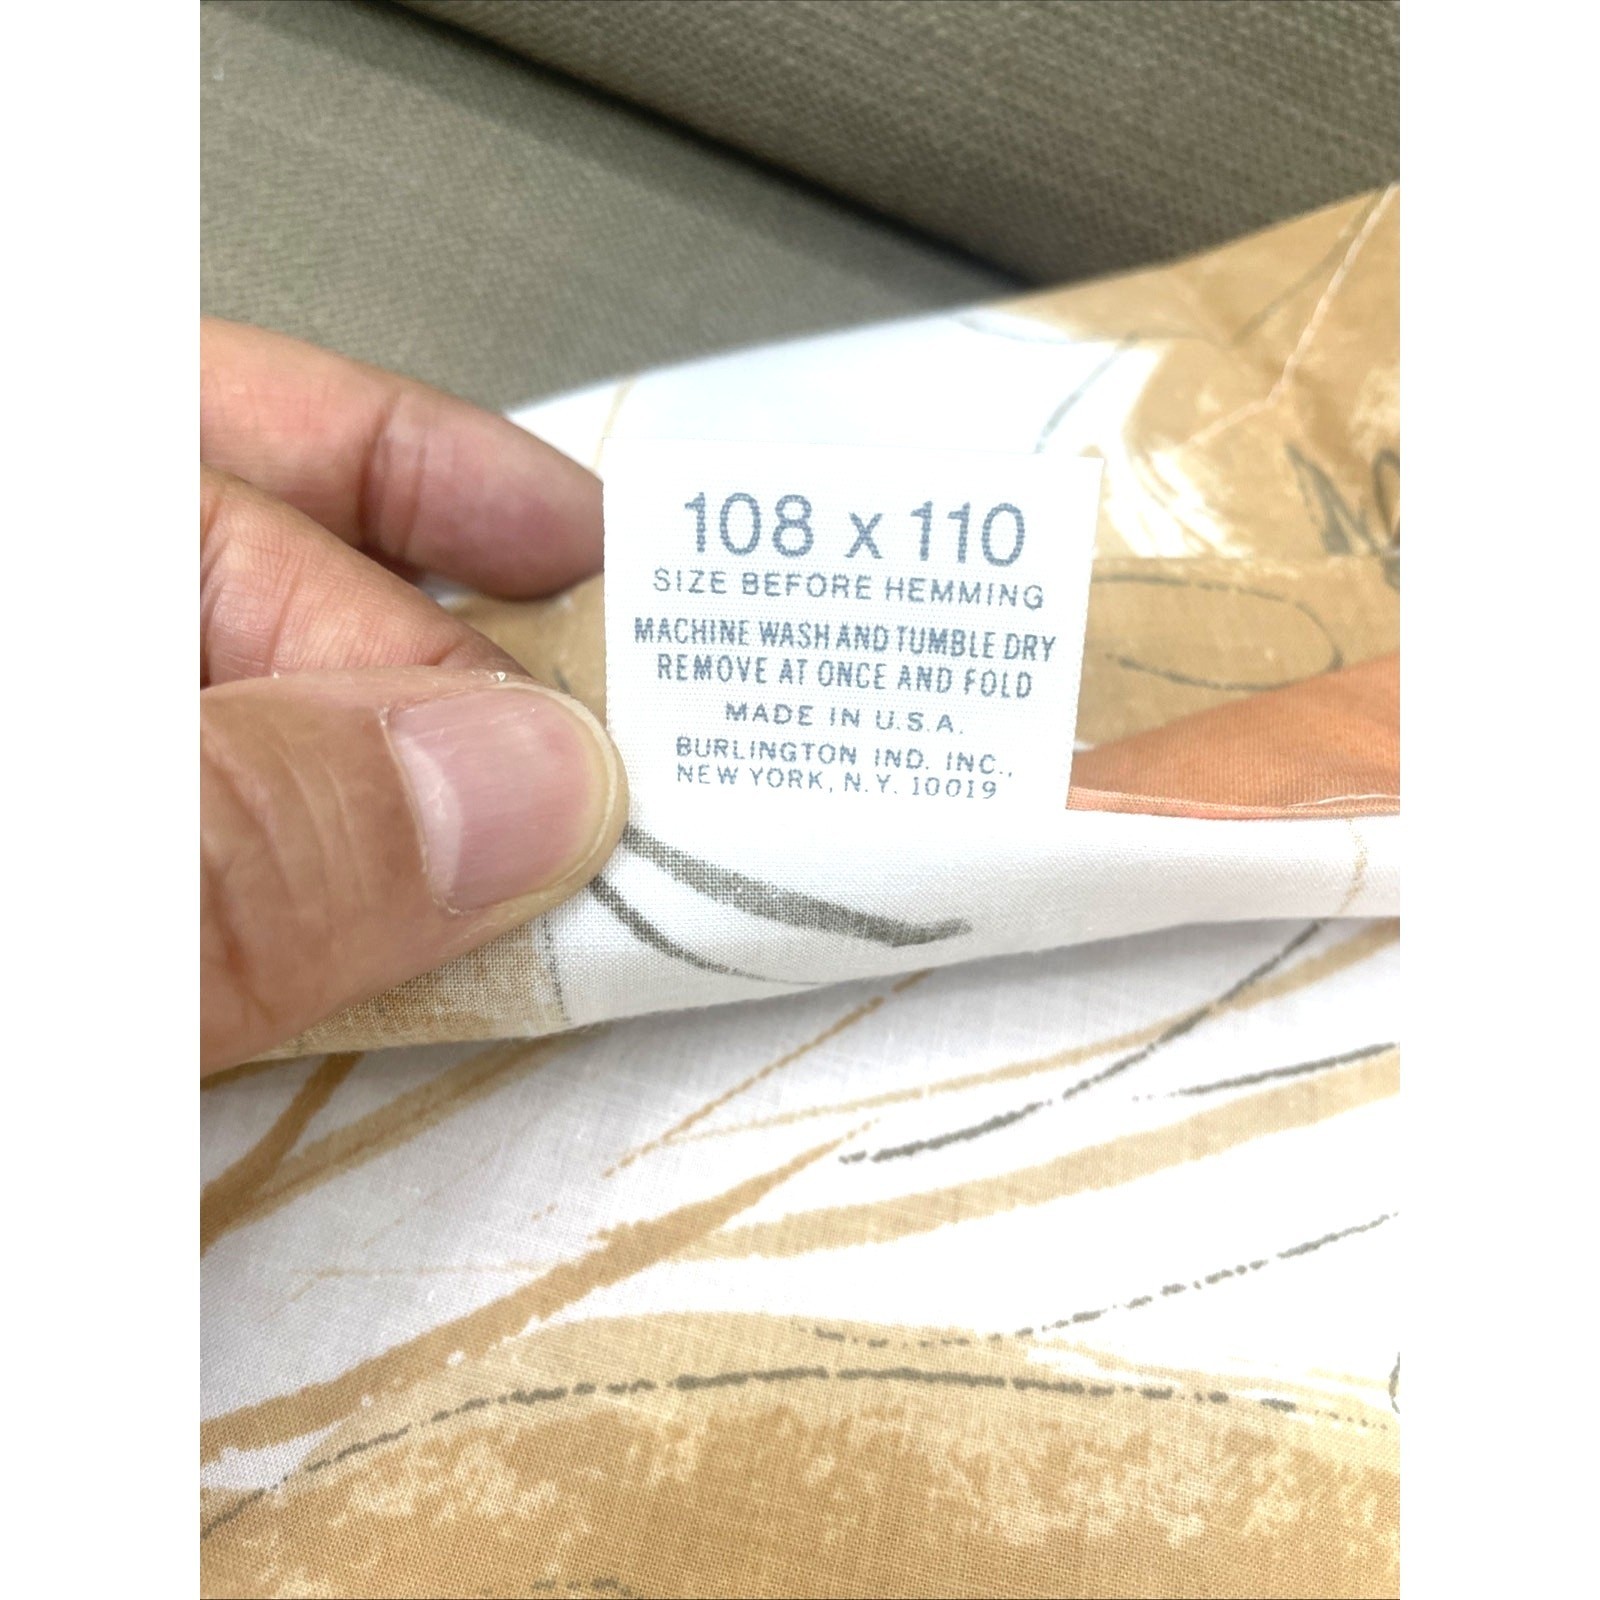 108 x 110
SIZE BEFORE HEMMING
MACHINE WASH AND TUMBLE DRY
REMOVE AT ONCE AND FOLD
MADE IN U.S.A.
BURLINGTON IND. INC.,
NEW YORK, N.Y. 10019